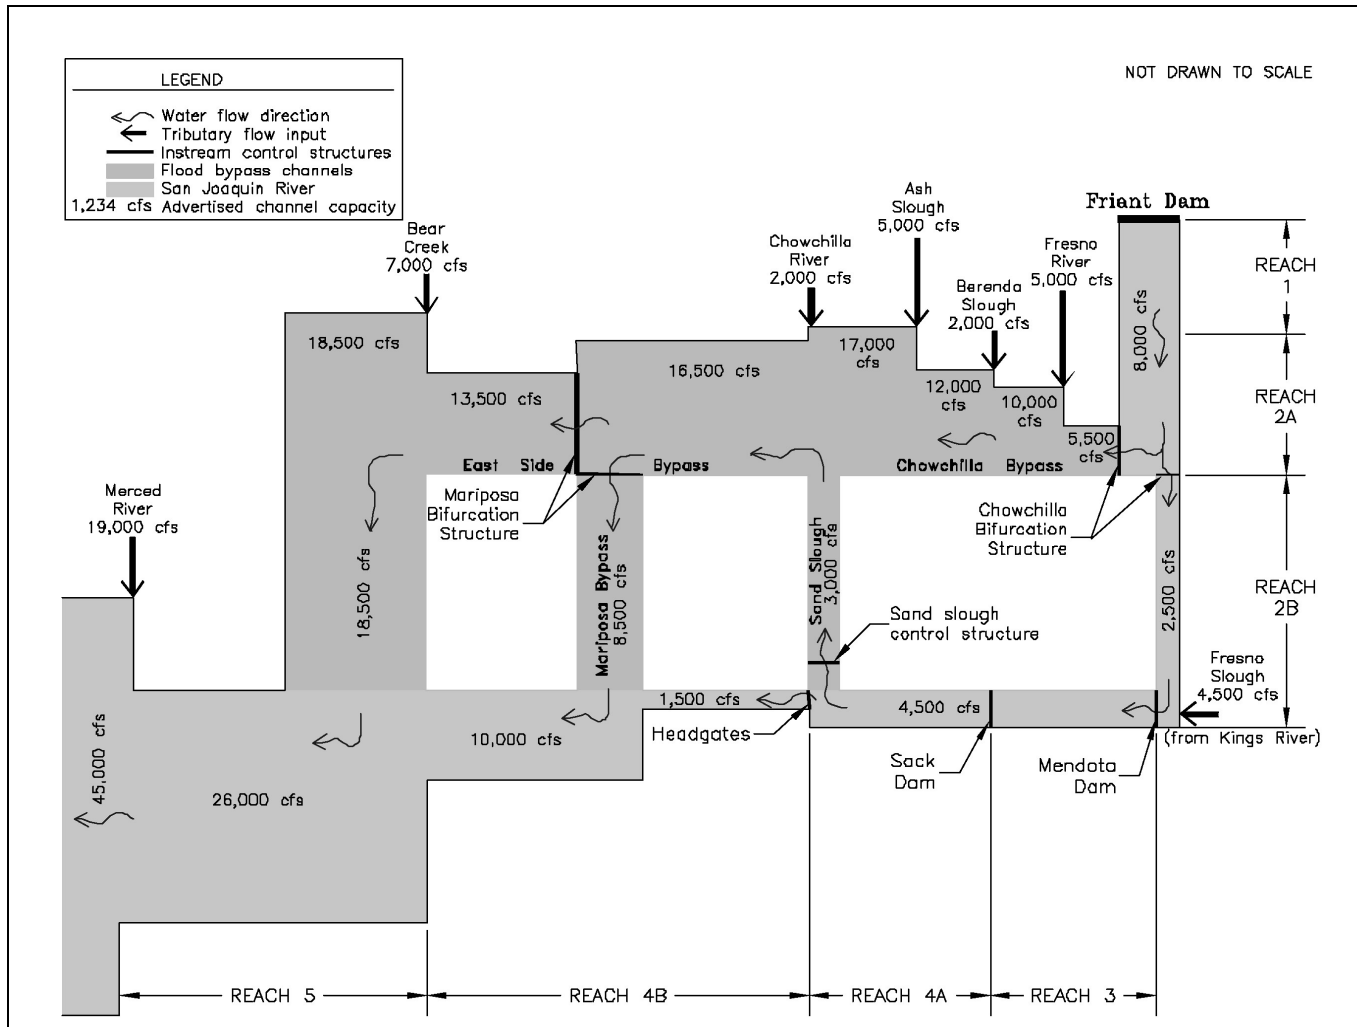 LEGEND
Water flow direction
Tributary flow input
Instream control structures
Flood bypass channels
San Joaquin River
1,234 cfs Advertised channel capacity
NOT DRAWN TO SCALE
Bear
Creek
7,000 cfs
Chowchilla
River
2,000 cfs
Ash
Slough
5,000 cfs
Berenda
Slough
2,000 cfs
Fresno
River
5,000 cfs
Friant Dam
REACH
1
REACH
2A
REACH
2B
8,000 cfs
18,500 cfs
13,500 cfs
16,500 cfs
17,000
cfs
12,000
cfs
10,000
cfs
5,500
cfs
East Side Bypass
Chowchilla Bypass
Mariposa
Bifurcation
Structure
Chowchilla
Bifurcation
Structure
Merced
River
19,000 cfs
18,500 cfs
Mariposa Bypass
8,500 cfs
Sand Slough
3,000 cfs
Sand slough
control structure
2,500 cfs
Fresno
Slough
4,500 cfs
(from Kings River)
1,500 cfs
4,500 cfs
Headgates
Sack
Dam
Mendota
Dam
10,000 cfs
26,000 cfs
45,000 cfs
REACH 5
REACH 4B
REACH 4A
REACH 3